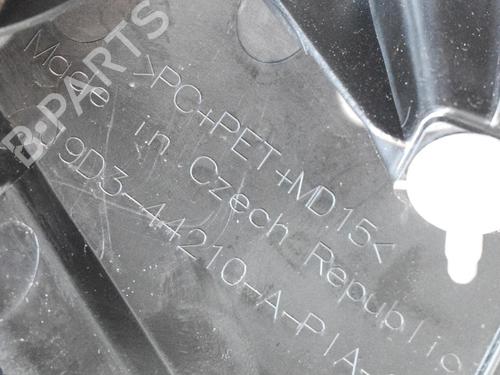 >PC+PET+MD15<
Made in Czech Republic
9D3-44210-A-PIA-
B-PARTS